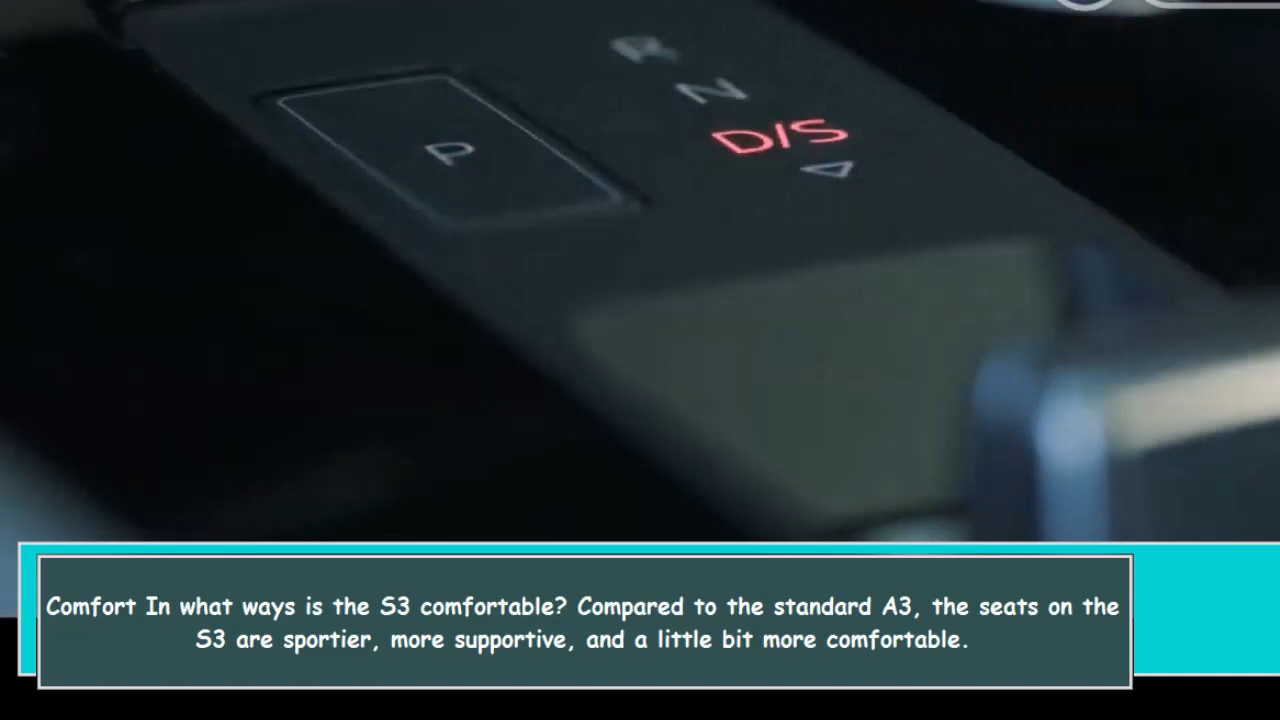 R
N
D/S
P
Comfort In what ways is the S3 comfortable? Compared to the standard A3, the seats on the
S3 are sportier, more supportive, and a little bit more comfortable.